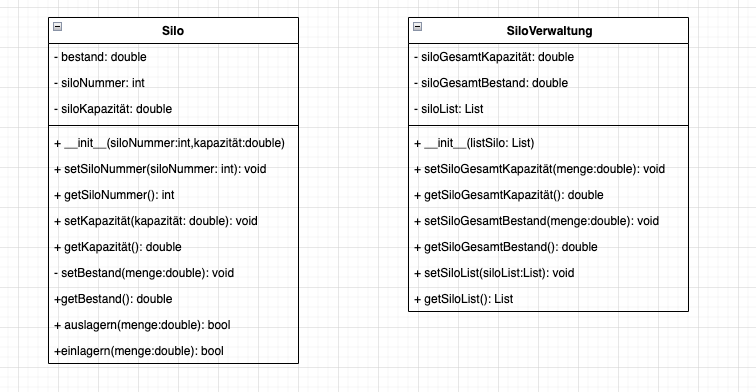 Silo
- bestand: double
- siloNummer: int
- siloKapazität: double
+ __init__(siloNummer:int,kapazität:double)
+ setSiloNummer(siloNummer: int): void
+ getSiloNummer(): int
+ setKapazität(kapazität: double): void
+ getKapazität(): double
- setBestand(menge:double): void
+getBestand(): double
+ auslagern(menge:double): bool
+einlagern(menge:double): bool
SiloVerwaltung
- siloGesamtKapazität: double
- siloGesamtBestand: double
- siloList: List
+ __init__(listSilo: List)
+ setSiloGesamtKapazität(menge:double): void
+ getSiloGesamtKapazität(): double
+ setSiloGesamtBestand(menge:double): void
+ getSiloGesamtBestand(): double
+ setSiloList(siloList:List): void
+ getSiloList(): List